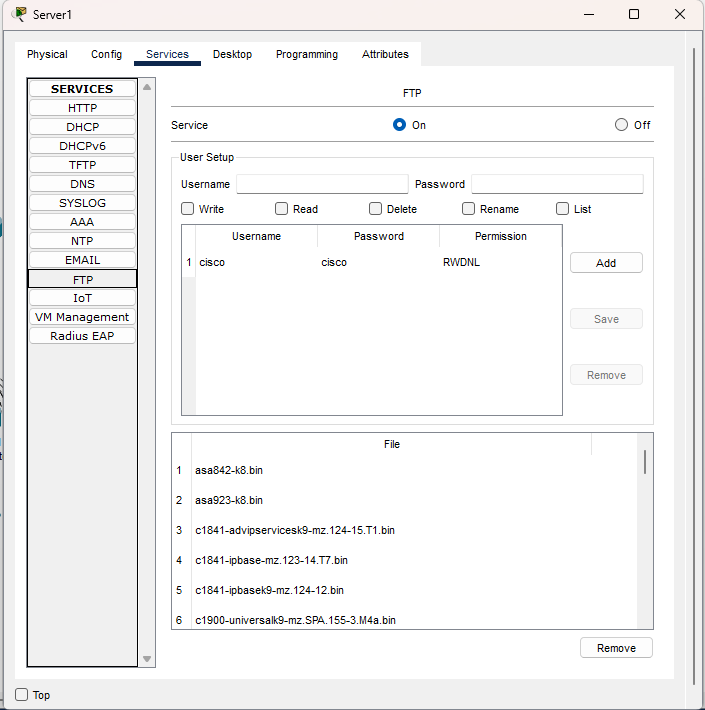 Server1
Physical Config Services Desktop Programming Attributes
SERVICES
HTTP
DHCP
DHCPv6
TFTP
DNS
SYSLOG
AAA
NTP
EMAIL
FTP
IoT
VM Management
Radius EAP
FTP
Service On Off
User Setup
Username Password
Write Read Delete Rename List
Username Password Permission
1 cisco cisco RWDNL
Add
Save
Remove
File
1 asa842-k8.bin
2 asa923-k8.bin
3 c1841-advipservicesk9-mz.124-15.T1.bin
4 c1841-ipbase-mz.123-14.T7.bin
5 c1841-ipbasek9-mz.124-12.bin
6 c1900-universalk9-mz.SPA.155-3.M4a.bin
Remove
Top